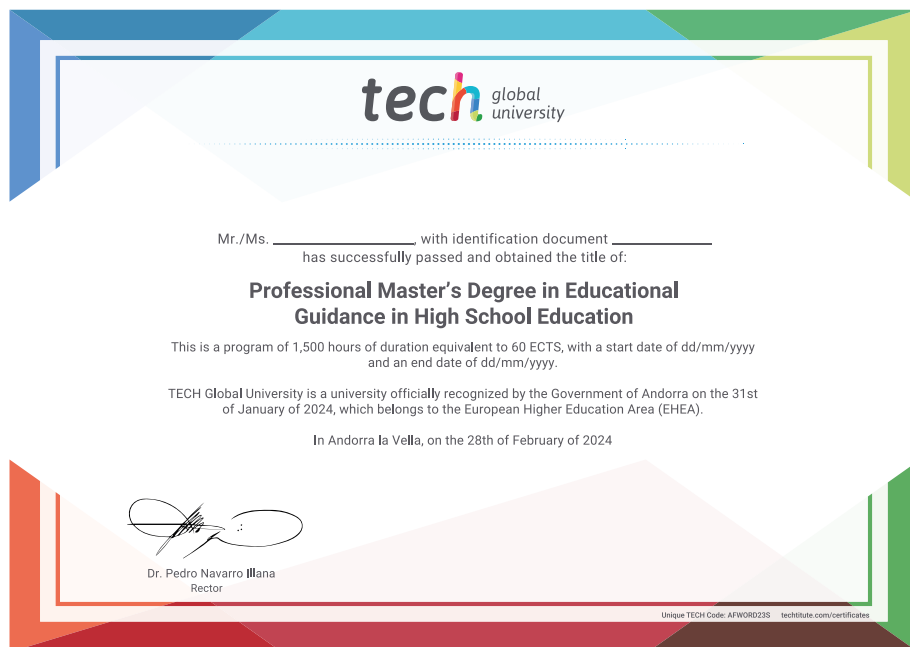 tech global
university
Mr./Ms. ____________________, with identification document ______________
has successfully passed and obtained the title of:
Professional Master's Degree in Educational
Guidance in High School Education
This is a program of 1,500 hours of duration equivalent to 60 ECTS, with a start date of dd/mm/yyyy
and an end date of dd/mm/yyyy.
TECH Global University is a university officially recognized by the Government of Andorra on the 31st
of January of 2024, which belongs to the European Higher Education Area (EHEA).
In Andorra la Vella, on the 28th of February of 2024
Dr. Pedro Navarro Illana
Rector
Unique TECH Code: AFWORD23S techtitute.com/certificates